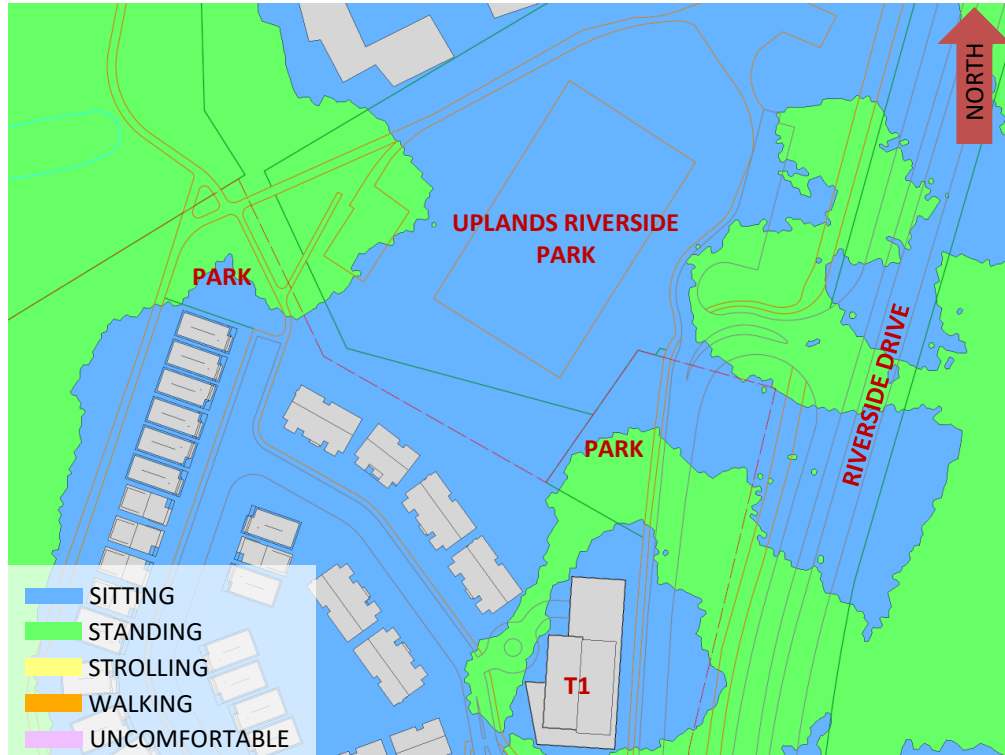 NORTH
UPLANDS RIVERSIDE
PARK
PARK
RIVERSIDE DRIVE
PARK
T1
SITTING
STANDING
STROLLING
WALKING
UNCOMFORTABLE